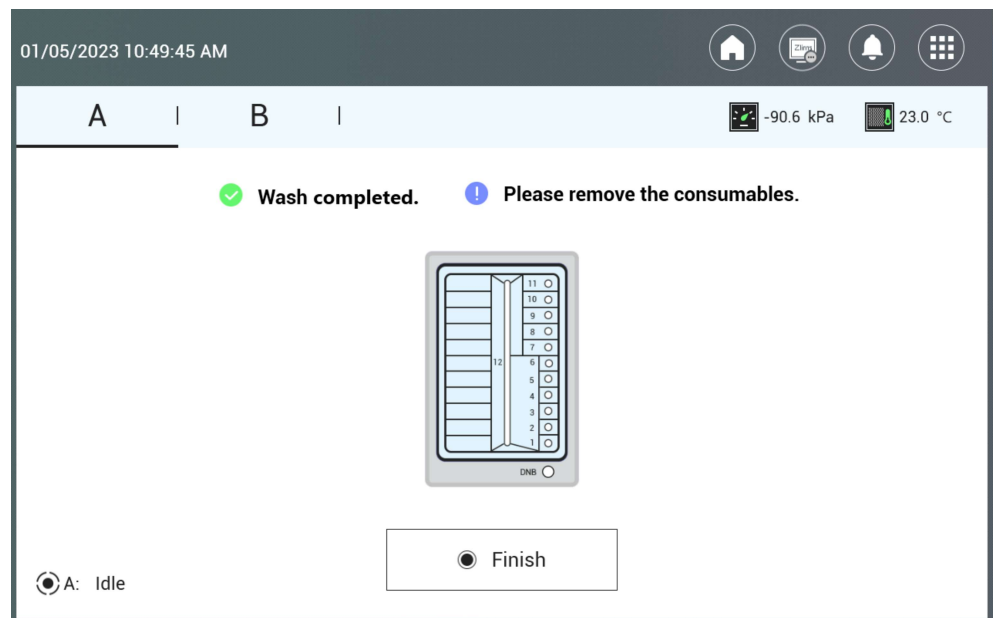 01/05/2023 10:49:45 AM
Zlims
A | B |
-90.6 kPa 23.0 °C
Wash completed. Please remove the consumables.
11
10
9
8
7
12 6
5
4
3
2
1
DNB
Finish
A: Idle